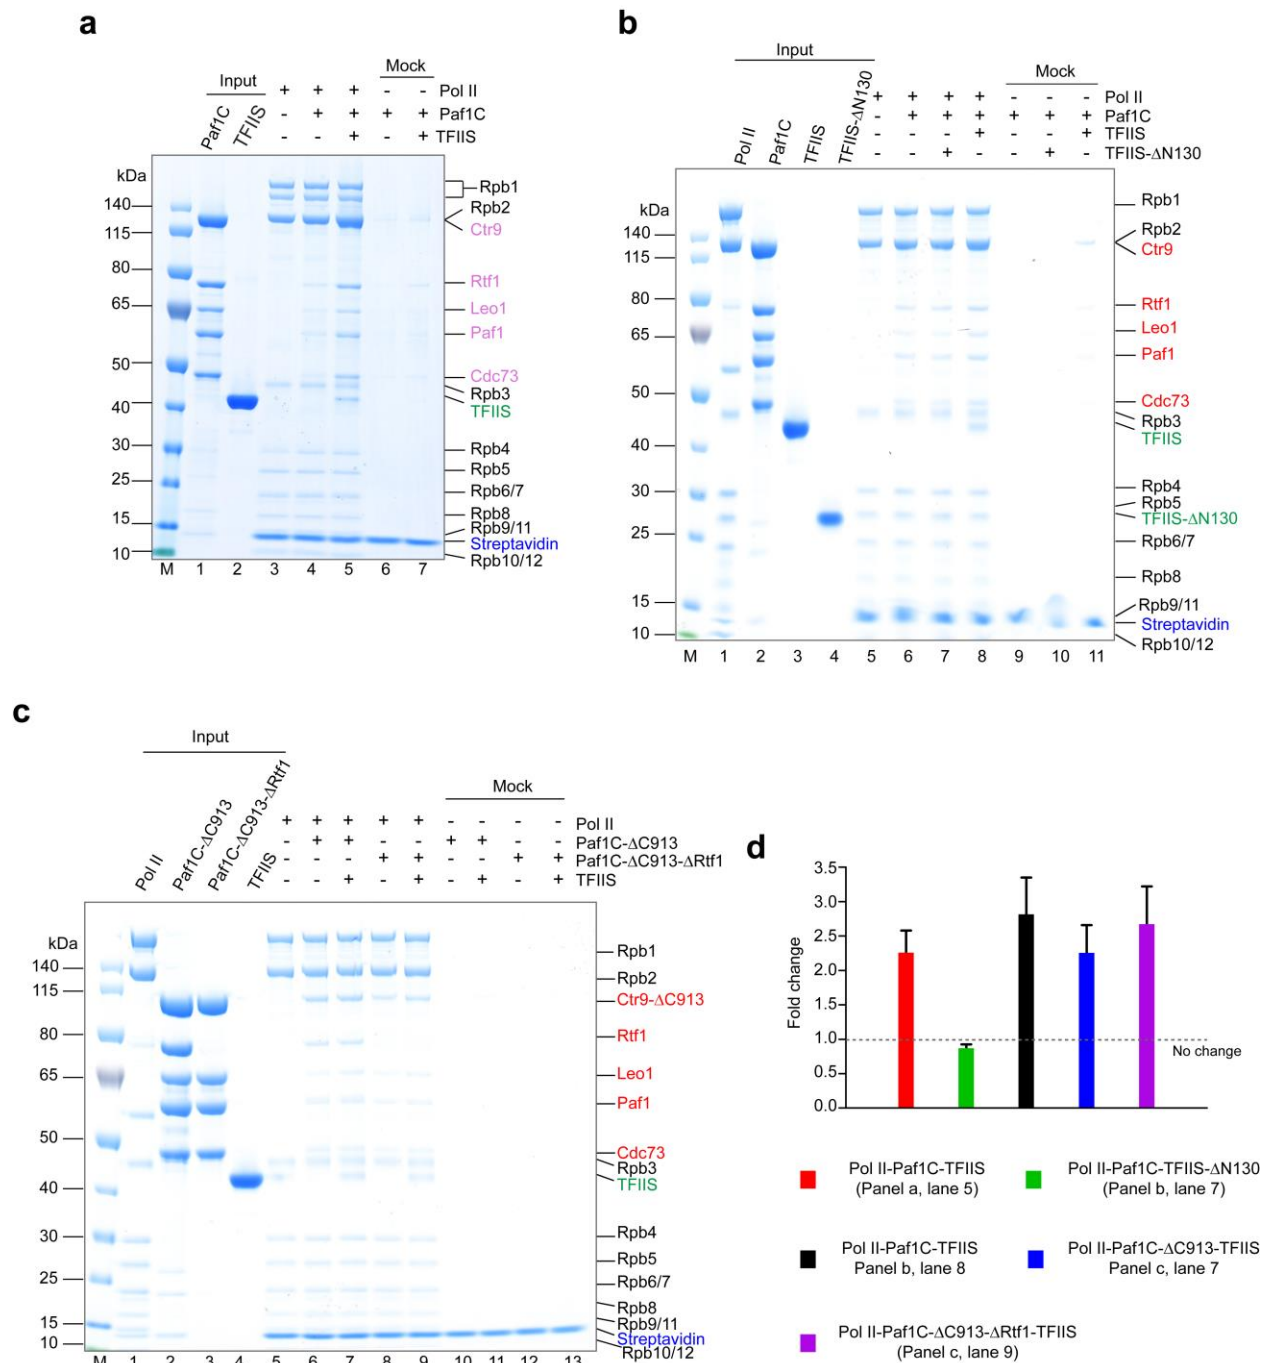 a
Input
Mock
Paf1C
TFIIS
+ + + - - Pol II
- + + + + Paf1C
- - + - + TFIIS
kDa
140
115
80
65
50
40
30
25
15
10
Rpb1
Rpb2
Ctr9
Rtf1
Leo1
Paf1
Cdc73
Rpb3
TFIIS
Rpb4
Rpb5
Rpb6/7
Rpb8
Rpb9/11
Streptavidin
Rpb10/12
M 1 2 3 4 5 6 7
b
Input
Mock
Pol II
Paf1C
TFIIS
TFIIS-ΔN130
+ + + + - - - Pol II
- + + + + + + Paf1C
- - - + - - + TFIIS
- - + - - + - TFIIS-ΔN130
kDa
140
115
80
65
50
40
30
25
15
10
Rpb1
Rpb2
Ctr9
Rtf1
Leo1
Paf1
Cdc73
Rpb3
TFIIS
Rpb4
Rpb5
TFIIS-ΔN130
Rpb6/7
Rpb8
Rpb9/11
Streptavidin
Rpb10/12
M 1 2 3 4 5 6 7 8 9 10 11
c
Input
Mock
Pol II
Paf1C-ΔC913
Paf1C-ΔC913-ΔRtf1
TFIIS
+ + + + + - - - - Pol II
- + + - - + + - - Paf1C-ΔC913
- - - + + - - + + Paf1C-ΔC913-ΔRtf1
- - + - + - + - + TFIIS
kDa
140
115
80
65
50
40
30
25
15
10
Rpb1
Rpb2
Ctr9-ΔC913
Rtf1
Leo1
Paf1
Cdc73
Rpb3
TFIIS
Rpb4
Rpb5
Rpb6/7
Rpb8
Rpb9/11
Streptavidin
Rpb10/12
M 1 2 3 4 5 6 7 8 9 10 11 12 13
d
Fold change
3.5
3.0
2.5
2.0
1.5
1.0
0.5
0.0
No change
Pol II-Paf1C-TFIIS
(Panel a, lane 5)
Pol II-Paf1C-TFIIS-ΔN130
(Panel b, lane 7)
Pol II-Paf1C-TFIIS
Panel b, lane 8
Pol II-Paf1C-ΔC913-TFIIS
Panel c, lane 7
Pol II-Paf1C-ΔC913-ΔRtf1-TFIIS
(Panel c, lane 9)